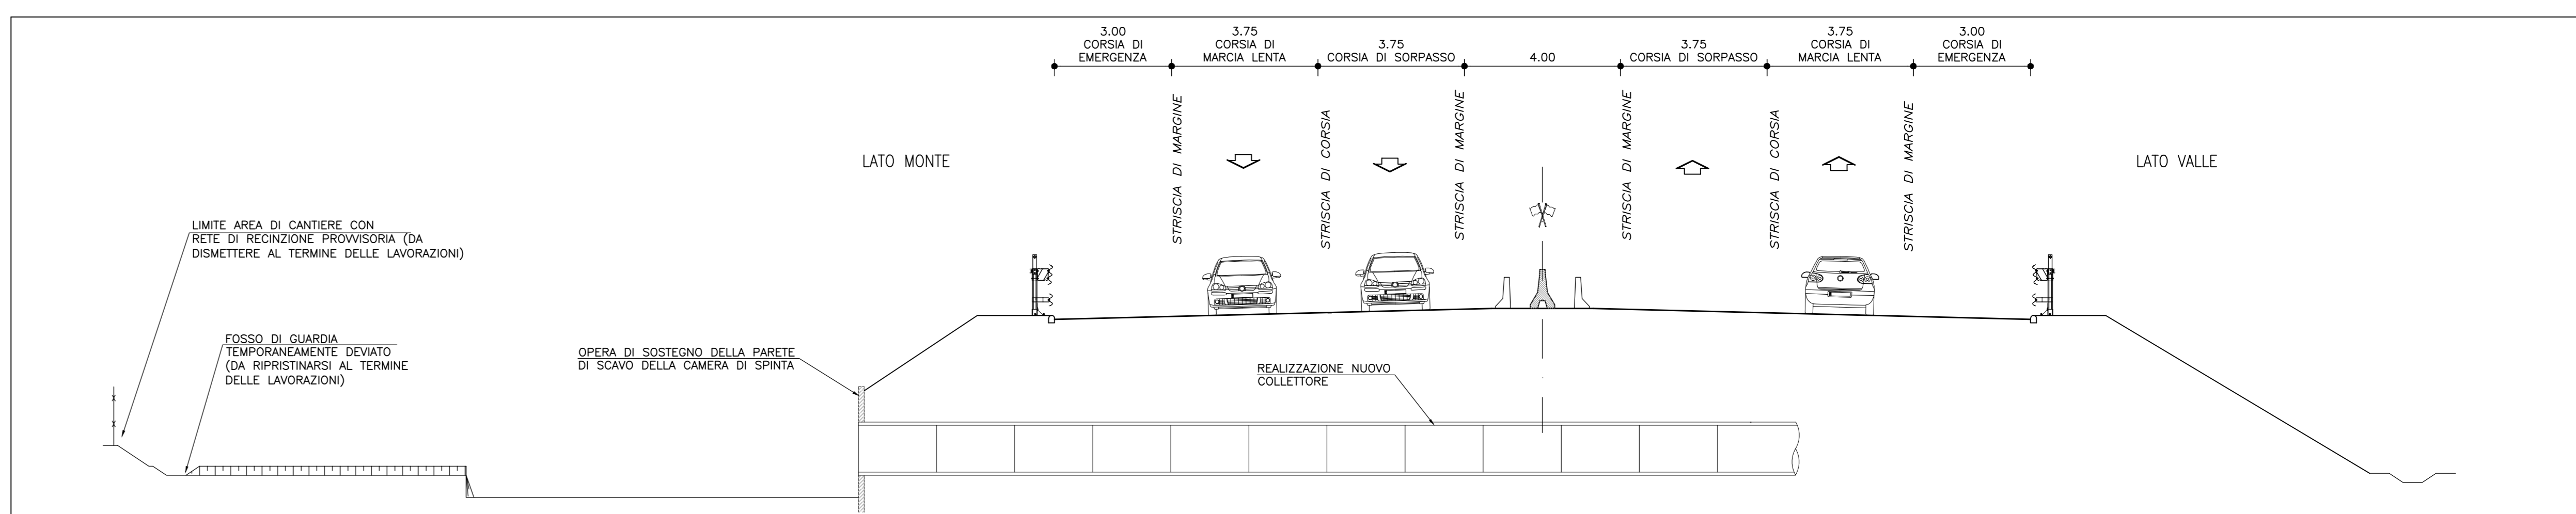 3.00
CORSIA DI
EMERGENZA
3.75
CORSIA DI
MARCIA LENTA
3.75
CORSIA DI SORPASSO
4.00
3.75
CORSIA DI SORPASSO
3.75
CORSIA DI
MARCIA LENTA
3.00
CORSIA DI
EMERGENZA
STRISCIA DI MARGINE
STRISCIA DI CORSIA
STRISCIA DI MARGINE
STRISCIA DI MARGINE
STRISCIA DI CORSIA
STRISCIA DI MARGINE
LATO MONTE
LATO VALLE
LIMITE AREA DI CANTIERE CON
RETE DI RECINZIONE PROVVISORIA (DA
DISMETTERE AL TERMINE DELLE LAVORAZIONI)
FOSSO DI GUARDIA
TEMPORANEAMENTE DEVIATO
(DA RIPRISTINARSI AL TERMINE
DELLE LAVORAZIONI)
OPERA DI SOSTEGNO DELLA PARETE
DI SCAVO DELLA CAMERA DI SPINTA
REALIZZAZIONE NUOVO
COLLETTORE